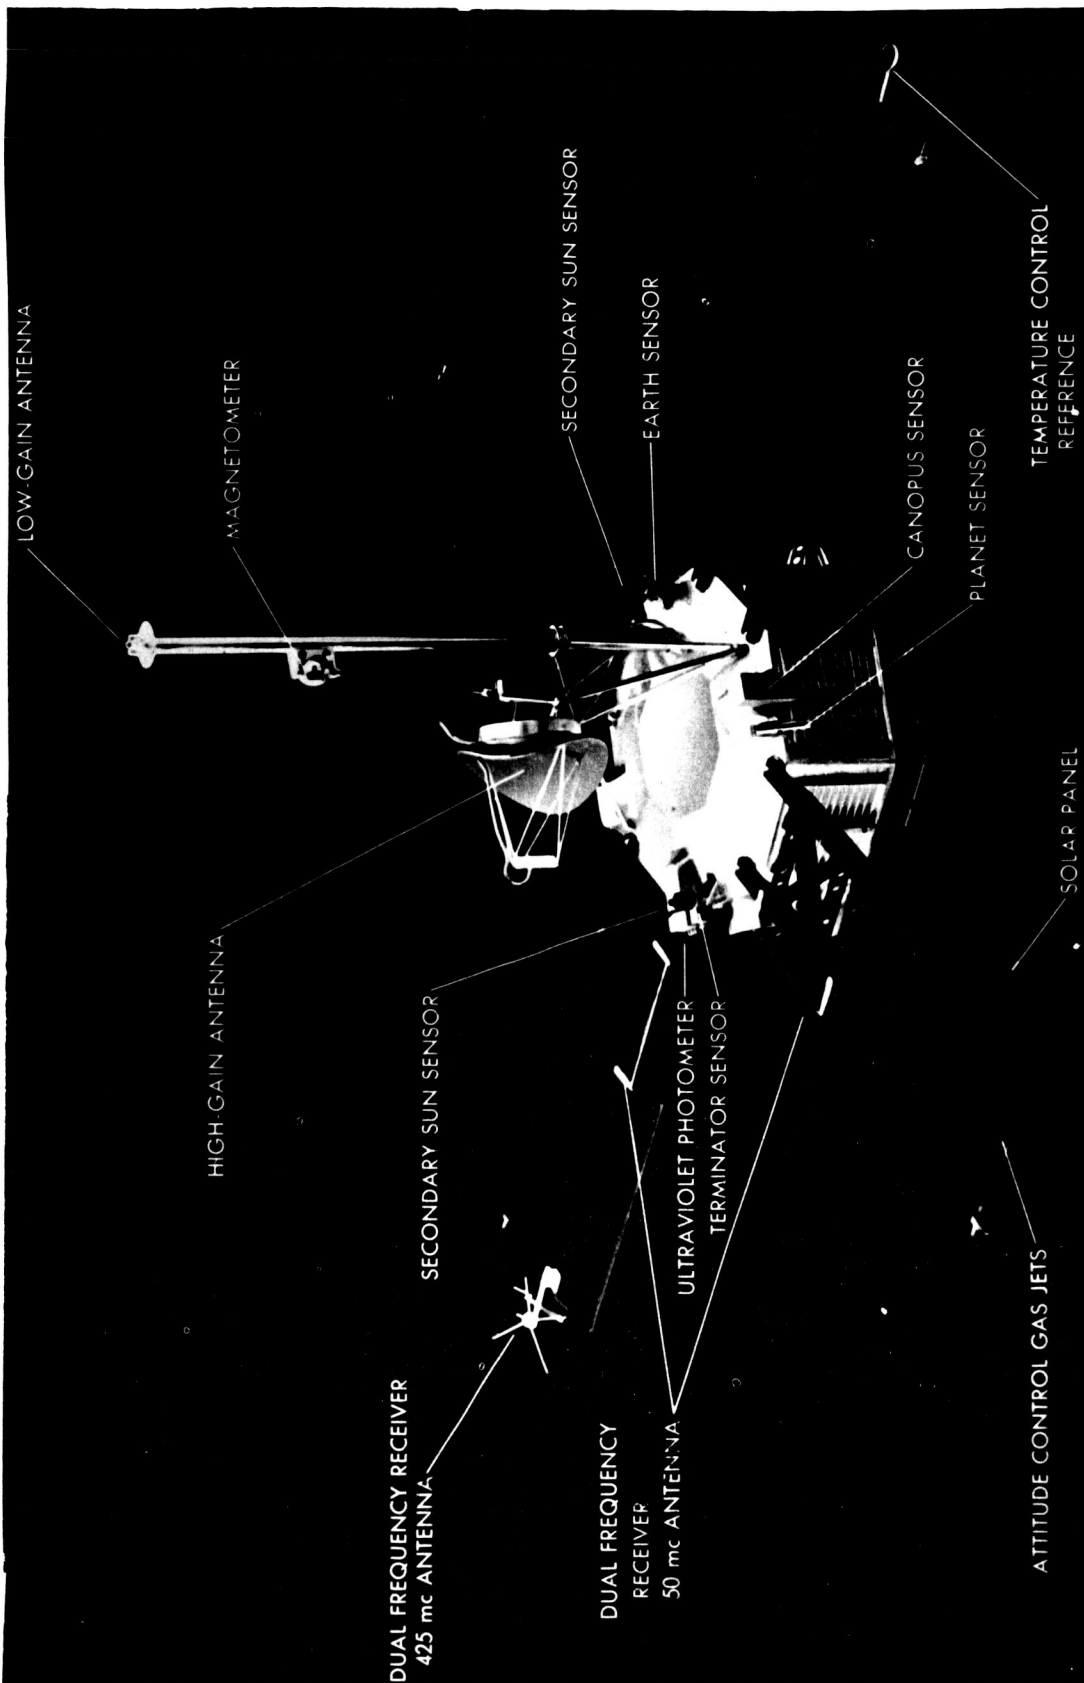 LOW-GAIN ANTENNA
HIGH-GAIN ANTENNA
MAGNETOMETER
DUAL FREQUENCY RECEIVER
425 mc ANTENNA
SECONDARY SUN SENSOR
SECONDARY SUN SENSOR
DUAL FREQUENCY
RECEIVER
50 mc ANTENNA
EARTH SENSOR
ULTRAVIOLET PHOTOMETER
TERMINATOR SENSOR
CANOPUS SENSOR
PLANET SENSOR
ATTITUDE CONTROL GAS JETS
SOLAR PANEL
TEMPERATURE CONTROL
REFERENCE